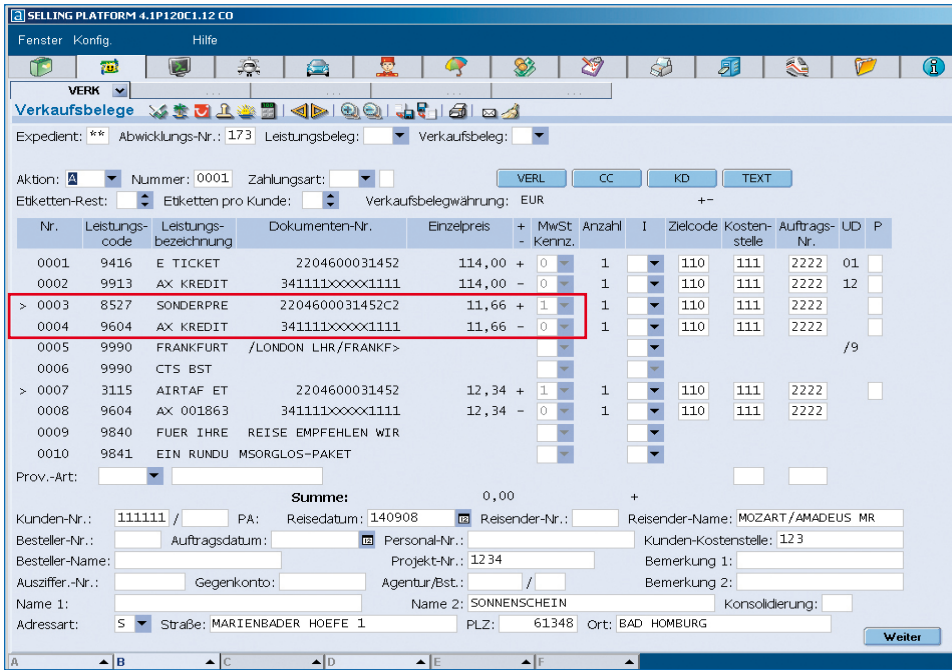 a SELLING PLATFORM 4.1P120C1.12 CO
Fenster Konfig. Hilfe
VERK ... ... ... ...
Verkaufsbelege
Expedient: ** Abwicklungs-Nr.: 173 Leistungsbeleg: Verkaufsbeleg:
Aktion: A Nummer: 0001 Zahlungsart: VERL CC KD TEXT
Etiketten-Rest: Etiketten pro Kunde: Verkaufsbelegwährung: EUR +-
Nr. Leistungs- Leistungs- Dokumenten-Nr. Einzelpreis + MwSt Anzahl I Zielcode Kosten- Auftrags- UD P
code bezeichnung - Kennz. stelle Nr.
0001 9416 E TICKET 2204600031452 114,00 + 0 1 110 111 2222 01
0002 9913 AX KREDIT 341111XXXXX1111 114,00 - 0 1 110 111 2222 12
> 0003 8527 SONDERPRE 2204600031452C2 11,66 + 1 1 110 111 2222
0004 9604 AX KREDIT 341111XXXXX1111 11,66 - 0 1 110 111 2222
0005 9990 FRANKFURT /LONDON LHR/FRANKF> /9
0006 9990 CTS BST
> 0007 3115 AIRTAF ET 2204600031452 12,34 + 1 1 110 111 2222
0008 9604 AX 001863 341111XXXXX1111 12,34 - 0 1 110 111 2222
0009 9840 FUER IHRE REISE EMPFEHLEN WIR
0010 9841 EIN RUNDU MSORGLOS-PAKET
Prov.-Art:
Summe: 0,00 +
Kunden-Nr.: 111111 / PA: Reisedatum: 140908 Reisender-Nr.: Reisender-Name: MOZART/AMADEUS MR
Besteller-Nr.: Auftragsdatum: Personal-Nr.: Kunden-Kostenstelle: 123
Besteller-Name: Projekt-Nr.: 1234 Bemerkung 1:
Ausziffer.-Nr.: Gegenkonto: Agentur/Bst.: / Bemerkung 2:
Name 1: Name 2: SONNENSCHEIN Konsolidierung:
Adressart: S Straße: MARIENBADER HOEFE 1 PLZ: 61348 Ort: BAD HOMBURG
Weiter
A B C D E F